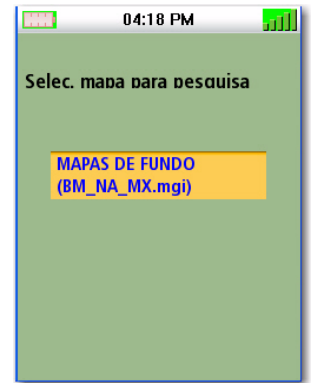 04:18 PM
Selec. mapa para pesquisa
MAPAS DE FUNDO
(BM_NA_MX.mgi)